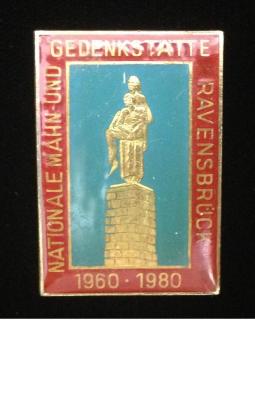 NATIONALE MAHN-UND
GEDENKSTÄTTE
RAVENSBRÜCK
1960 · 1980